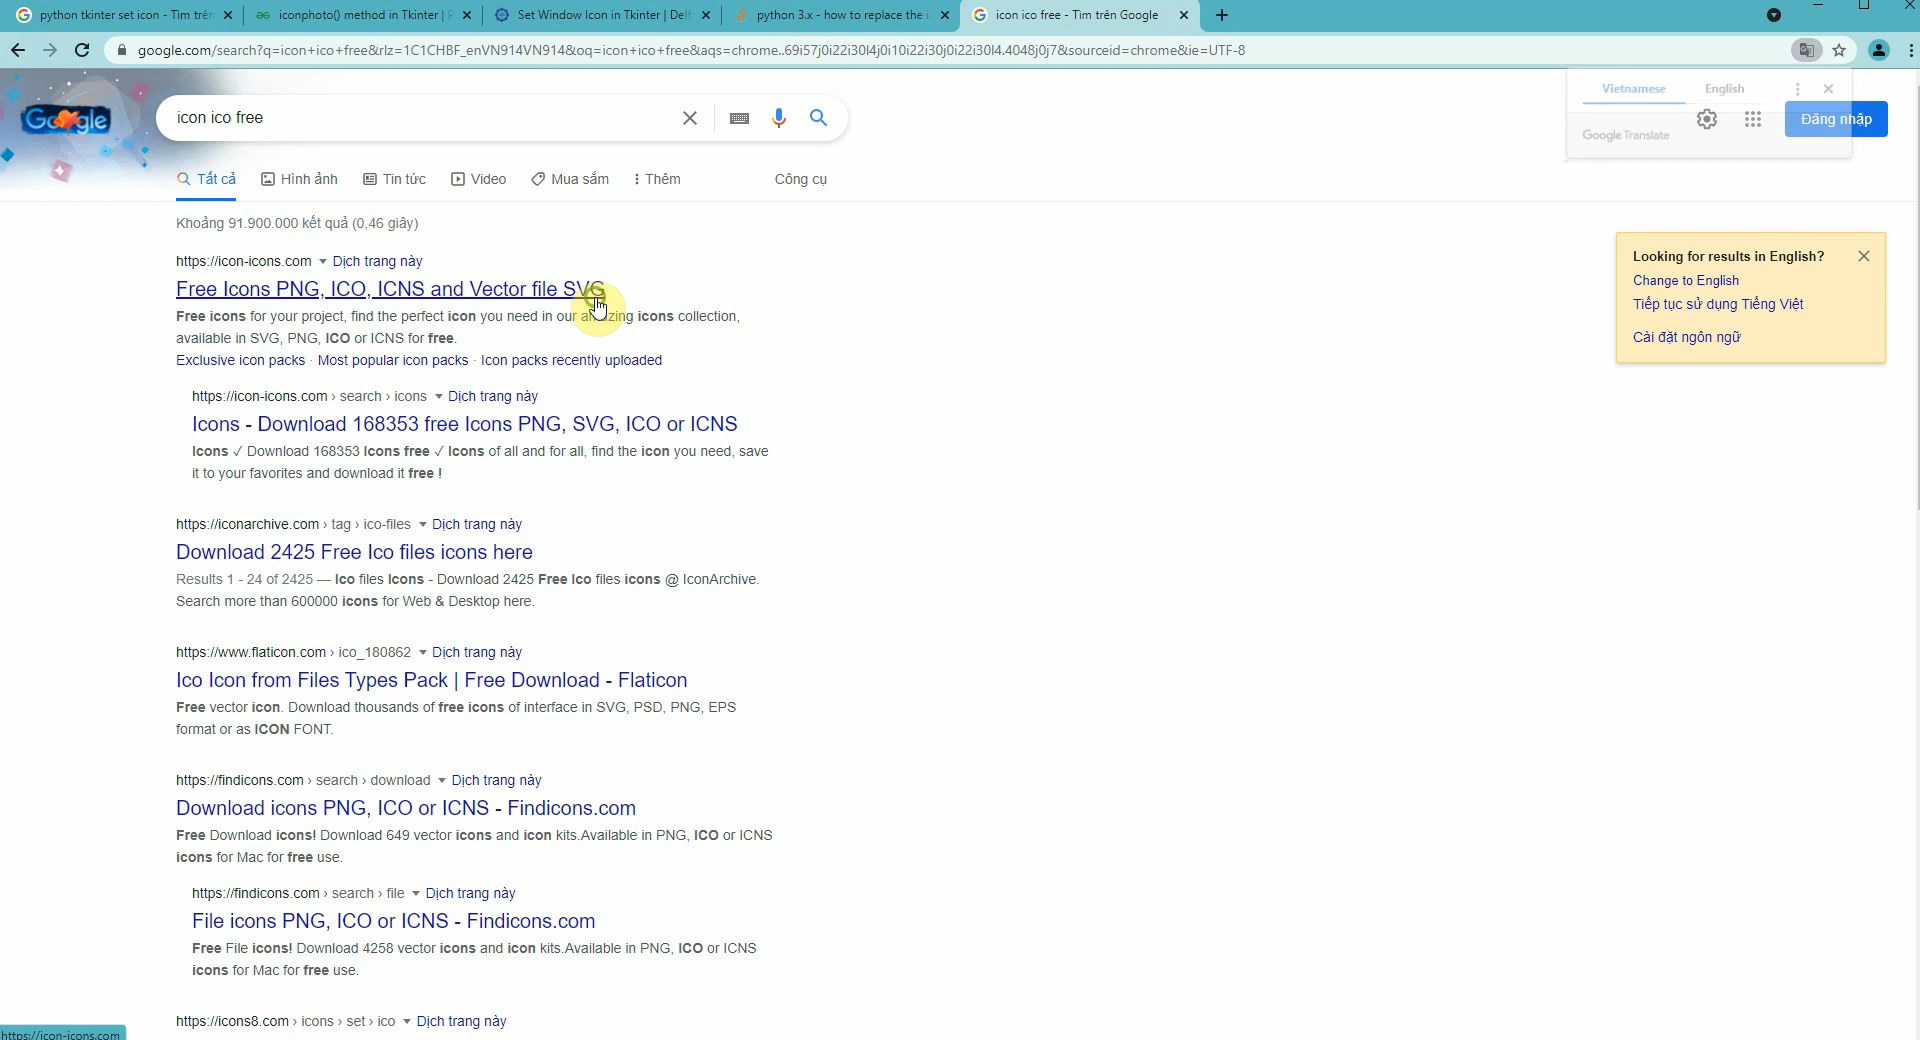 python tkinter set icon - Tìm trên
iconphoto() method in Tkinter | P
Set Window Icon in Tkinter | Delf
python 3.x - how to replace the i
icon ico free - Tìm trên Google
google.com/search?q=icon+ico+free&rlz=1C1CHBF_enVN914VN914&oq=icon+ico+free&aqs=chrome..69i57j0i22i30l4j0i10i22i30j0i22i30l4.4048j0j7&sourceid=chrome&ie=UTF-8
Vietnamese
English
Google
icon ico free
Đăng nhập
Google Translate
Tất cả
Hình ảnh
Tin tức
Video
Mua sắm
Thêm
Công cụ
Khoảng 91.900.000 kết quả (0,46 giây)
https://icon-icons.com Dịch trang này
Free Icons PNG, ICO, ICNS and Vector file SVG
Free icons for your project, find the perfect icon you need in our amazing icons collection,
available in SVG, PNG, ICO or ICNS for free.
Exclusive icon packs · Most popular icon packs · Icon packs recently uploaded
Looking for results in English?
Change to English
Tiếp tục sử dụng Tiếng Việt
Cài đặt ngôn ngữ
https://icon-icons.com › search › icons Dịch trang này
Icons - Download 168353 free Icons PNG, SVG, ICO or ICNS
Icons ✓ Download 168353 Icons free ✓ Icons of all and for all, find the icon you need, save
it to your favorites and download it free !
https://iconarchive.com › tag › ico-files Dịch trang này
Download 2425 Free Ico files icons here
Results 1 - 24 of 2425 — Ico files Icons - Download 2425 Free Ico files icons @ IconArchive.
Search more than 600000 icons for Web & Desktop here.
https://www.flaticon.com › ico_180862 Dịch trang này
Ico Icon from Files Types Pack | Free Download - Flaticon
Free vector icon. Download thousands of free icons of interface in SVG, PSD, PNG, EPS
format or as ICON FONT.
https://findicons.com › search › download Dịch trang này
Download icons PNG, ICO or ICNS - Findicons.com
Free Download icons! Download 649 vector icons and icon kits.Available in PNG, ICO or ICNS
icons for Mac for free use.
https://findicons.com › search › file Dịch trang này
File icons PNG, ICO or ICNS - Findicons.com
Free File icons! Download 4258 vector icons and icon kits.Available in PNG, ICO or ICNS
icons for Mac for free use.
https://icons8.com › icons › set › ico Dịch trang này
https://icon-icons.com